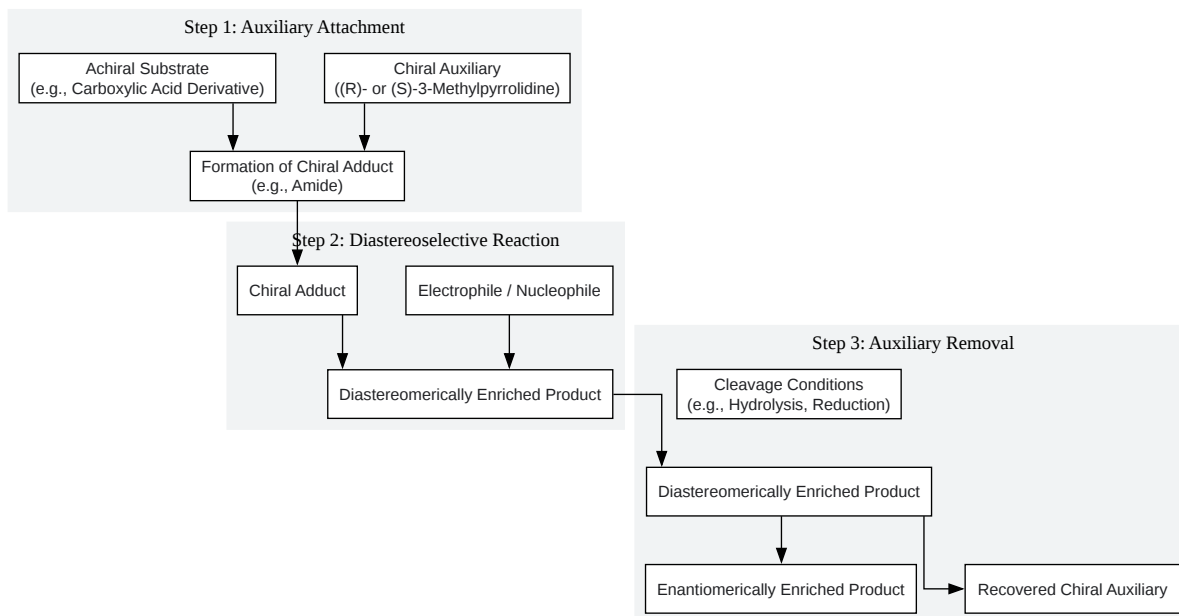 Step 1: Auxiliary Attachment
Achiral Substrate
(e.g., Carboxylic Acid Derivative)
Chiral Auxiliary
((R)- or (S)-3-Methylpyrrolidine)
Formation of Chiral Adduct
(e.g., Amide)
Step 2: Diastereoselective Reaction
Chiral Adduct
Electrophile / Nucleophile
Diastereomerically Enriched Product
Step 3: Auxiliary Removal
Cleavage Conditions
(e.g., Hydrolysis, Reduction)
Diastereomerically Enriched Product
Enantiomerically Enriched Product
Recovered Chiral Auxiliary